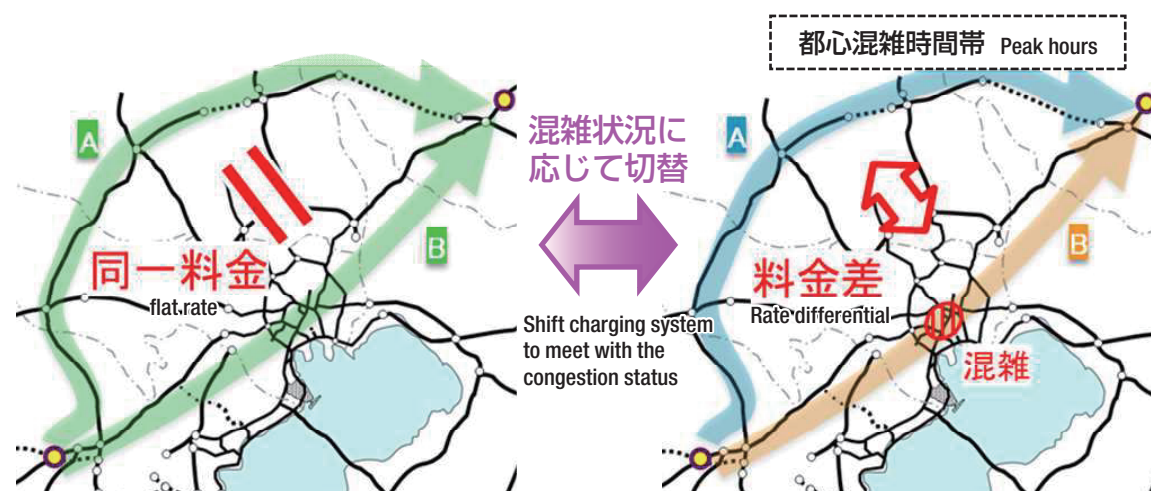 都心混雑時間帯 Peak hours
A
B
同一料金
flat rate
混雑状況に
応じて切替
Shift charging system
to meet with the
congestion status
A
B
料金差
Rate differential
混雑